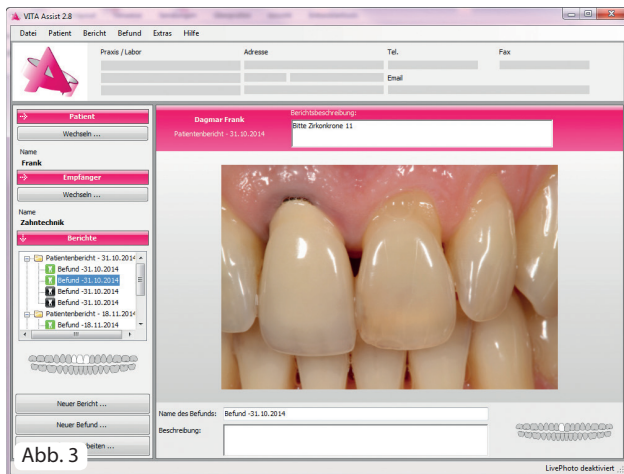 VITA Assist 2.8
Datei Patient Bericht Befund Extras Hilfe
Praxis / Labor Adresse Tel. Fax
Email
Patient
Wechseln ...
Name
Frank
Empfänger
Wechseln ...
Name
Zahntechnik
Berichte
Patientenbericht - 31.10.2014
Befund -31.10.2014
Befund -31.10.2014
Befund -31.10.2014
Befund -31.10.2014
Patientenbericht - 18.11.2014
Befund -18.11.2014
Neuer Bericht ...
Neuer Befund ...
beiten ...
Abb. 3
Dagmar Frank
Patientenbericht - 31.10.2014
Berichtsbeschreibung:
Bitte Zirkonkrone 11
Name des Befunds: Befund -31.10.2014
Beschreibung:
LivePhoto deaktiviert